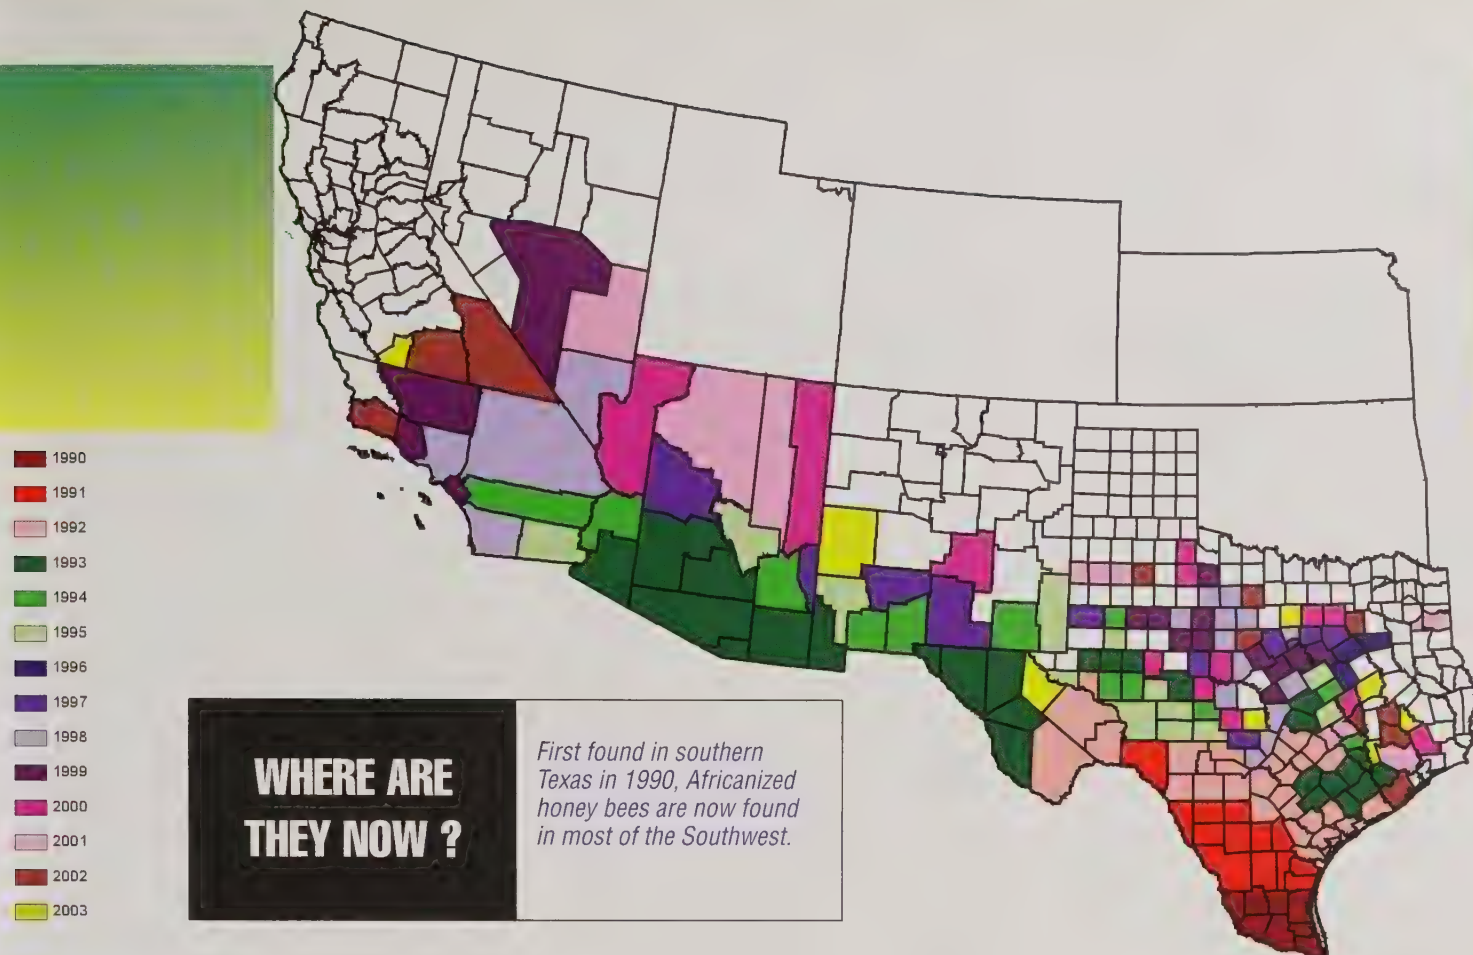 1990
1991
1992
1993
1994
1995
1996
1997
1998
1999
2000
2001
2002
2003
WHERE ARE
THEY NOW ?
First found in southern
Texas in 1990, Africanized
honey bees are now found
in most of the Southwest.